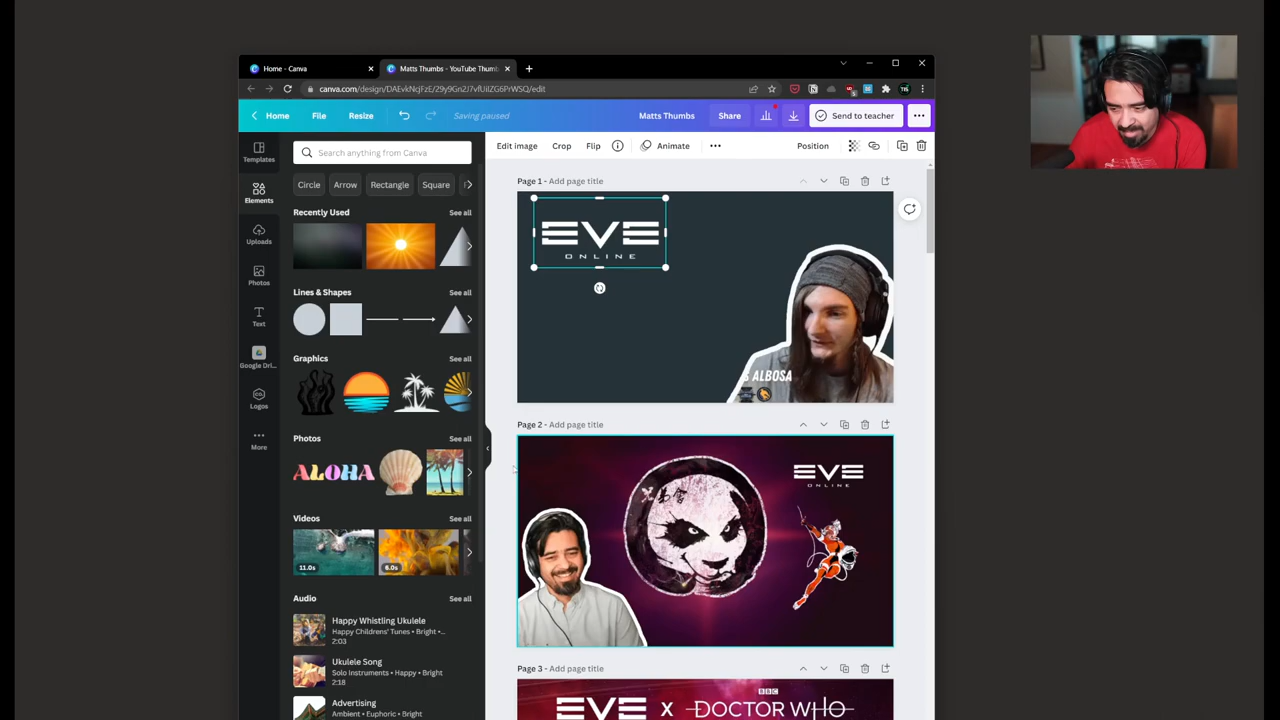 Home - Canva
Matts Thumbs - YouTube Thumb
canva.com/design/DAEvkNcjFzE/29y9Gn2J7vfUiIZG6PrWSQ/edit
Home
File
Resize
Saving paused
Matts Thumbs
Share
Send to teacher
Templates
Elements
Uploads
Photos
Text
Google Dri...
Logos
More
Search anything from Canva
Circle
Arrow
Rectangle
Square
Recently Used
See all
Lines & Shapes
See all
Graphics
See all
Photos
See all
ALOHA
Videos
See all
11.0s
8.0s
Audio
See all
Happy Whistling Ukulele
Happy Childrens' Tunes • Bright •...
2:03
Ukulele Song
Solo Instruments • Happy • Bright
2:18
Advertising
Ambient • Euphoric • Bright
Edit image
Crop
Flip
Animate
Position
Page 1 - Add page title
EVE
ONLINE
S ALBOSA
Page 2 - Add page title
EVE
ONLINE
Page 3 - Add page title
BBC
EVE X DOCTOR WHO